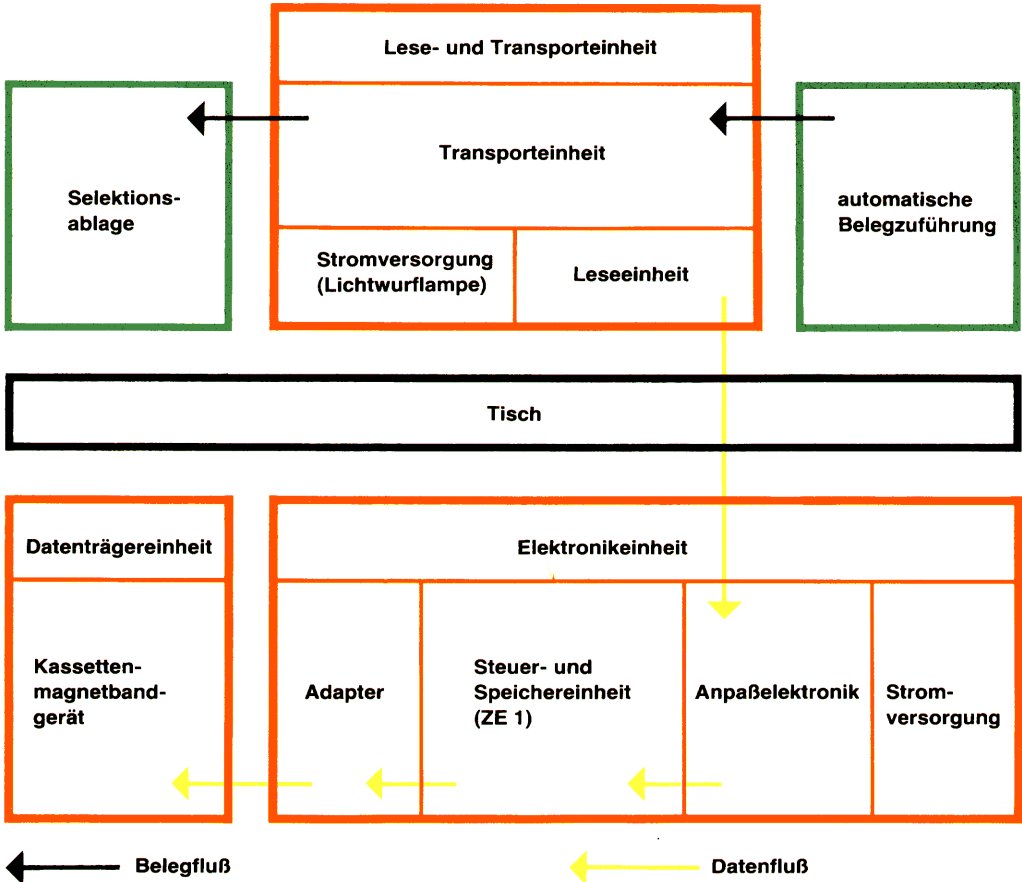 Lese- und Transporteinheit
Transporteinheit
Selektions-
ablage
automatische
Belegzuführung
Stromversorgung
(Lichtwurflampe)
Leseeinheit
Tisch
Datenträgereinheit
Elektronikeinheit
Kassetten-
magnetband-
gerät
Adapter
Steuer- und
Speichereinheit
(ZE 1)
Anpaßelektronik
Strom-
versorgung
Belegfluß
Datenfluß